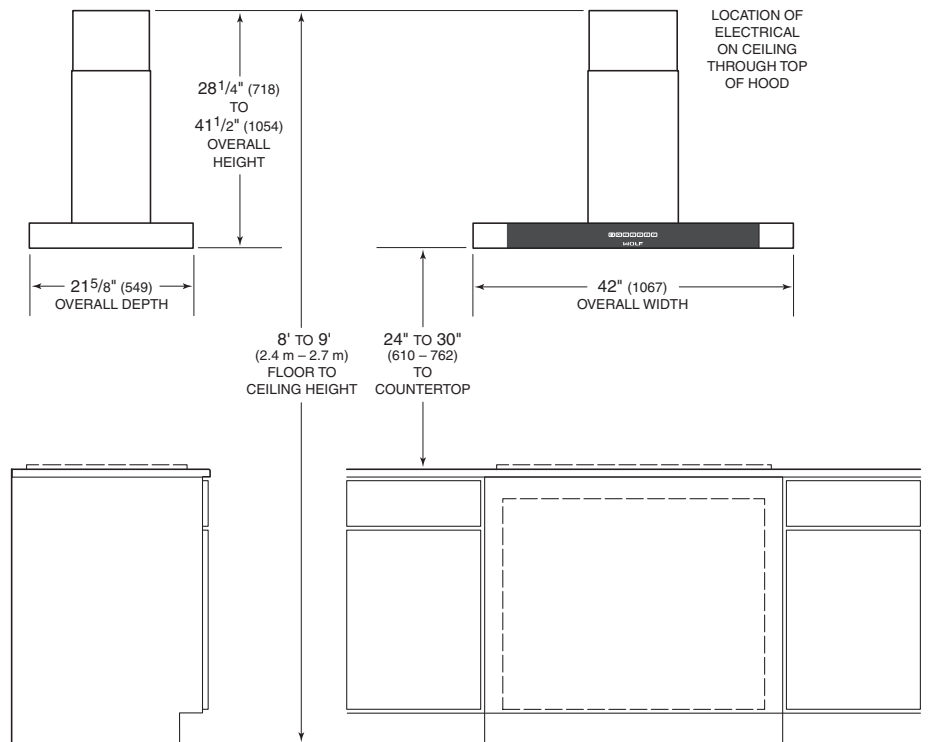 LOCATION OF
ELECTRICAL
ON CEILING
THROUGH TOP
OF HOOD
28 1/4" (718)
TO
41 1/2" (1054)
OVERALL
HEIGHT
WOLF
21 5/8" (549)
OVERALL DEPTH
42" (1067)
OVERALL WIDTH
8' TO 9'
(2.4 m – 2.7 m)
FLOOR TO
CEILING HEIGHT
24" TO 30"
(610 – 762)
TO
COUNTERTOP